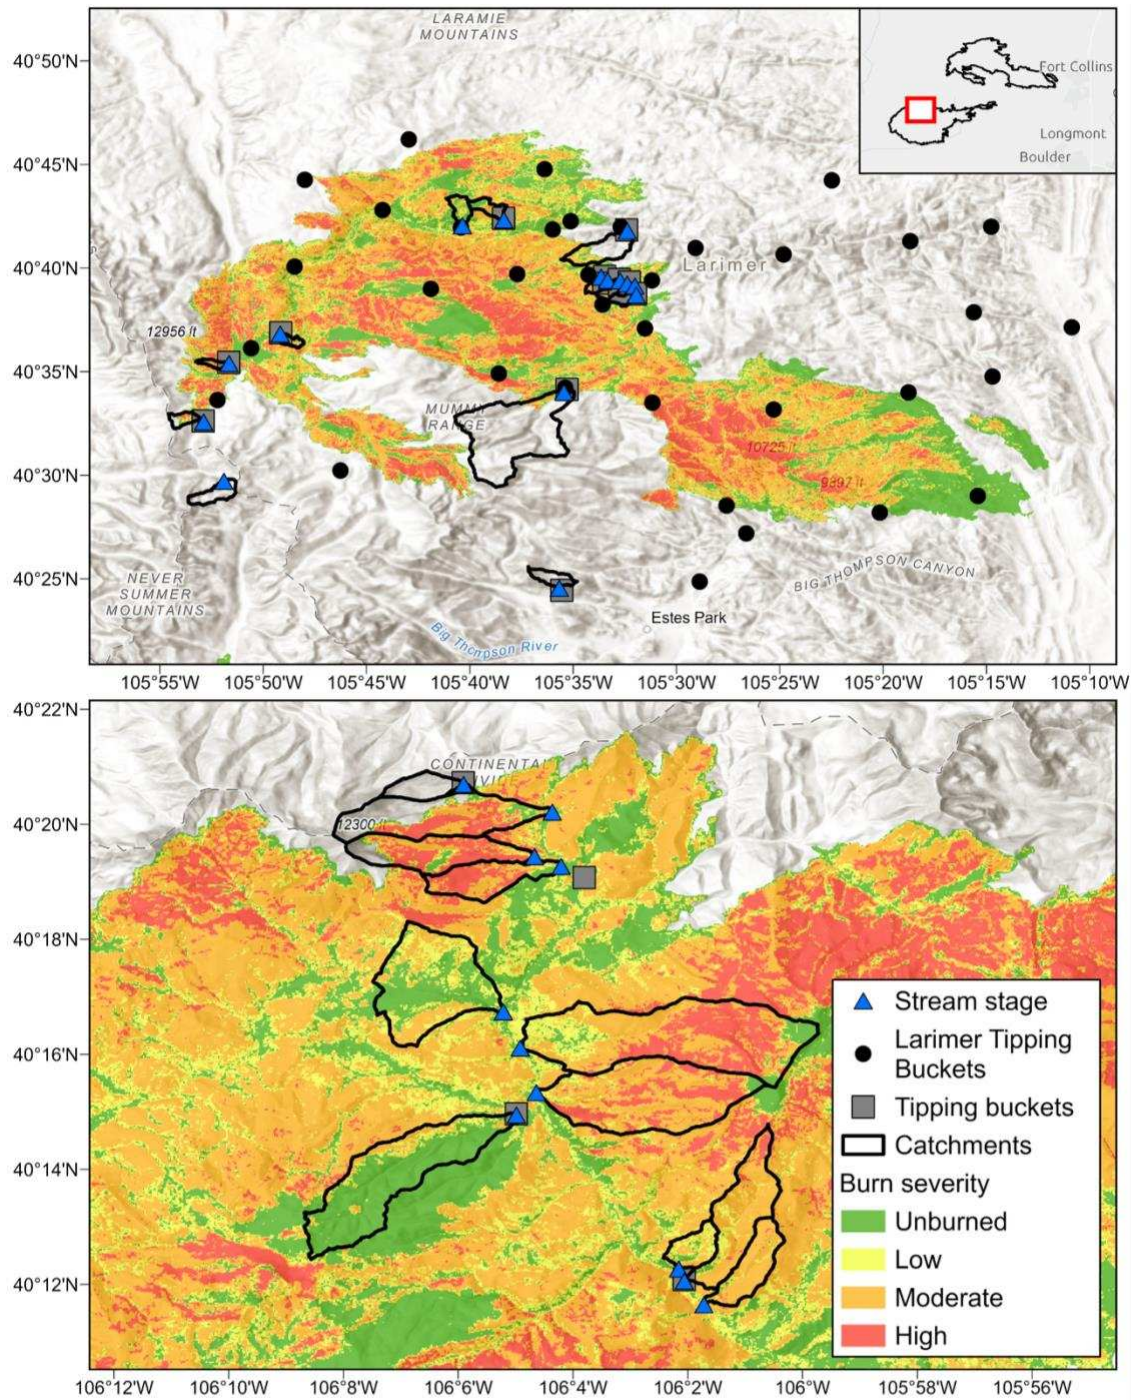 LARAMIE
MOUNTAINS
40°50'N
Fort Collins
Longmont
Boulder
40°45'N
40°40'N
Larimer
12956 ft
40°35'N
MUMMY
RANGE
10725 ft
40°30'N
9897 ft
40°25'N
NEVER
SUMMER
MOUNTAINS
BIG THOMPSON CANYON
Estes Park
Big Thompson River
105°55'W 105°50'W 105°45'W 105°40'W 105°35'W 105°30'W 105°25'W 105°20'W 105°15'W 105°10'W
40°22'N
CONTINENTAL
40°20'N
12300 ft
40°18'N
40°16'N
40°14'N
40°12'N
Stream stage
Larimer Tipping
Buckets
Tipping buckets
Catchments
Burn severity
Unburned
Low
Moderate
High
106°12'W 106°10'W 106°8'W 106°6'W 106°4'W 106°2'W 106°W 105°58'W 105°56'W